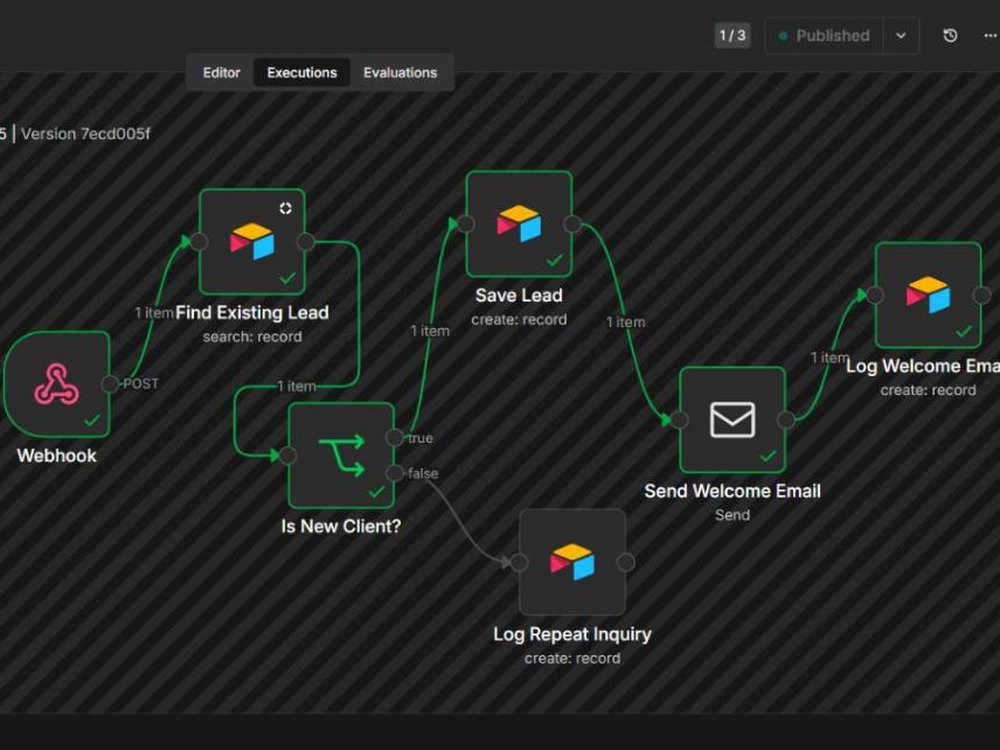 1 / 3
Published
Editor
Executions
Evaluations
5 | Version 7ecd005f
1 item
Find Existing Lead
search: record
POST
Webhook
1 item
true
false
Is New Client?
1 item
Save Lead
create: record
1 item
Send Welcome Email
Send
1 item
Log Welcome Ema
create: record
Log Repeat Inquiry
create: record